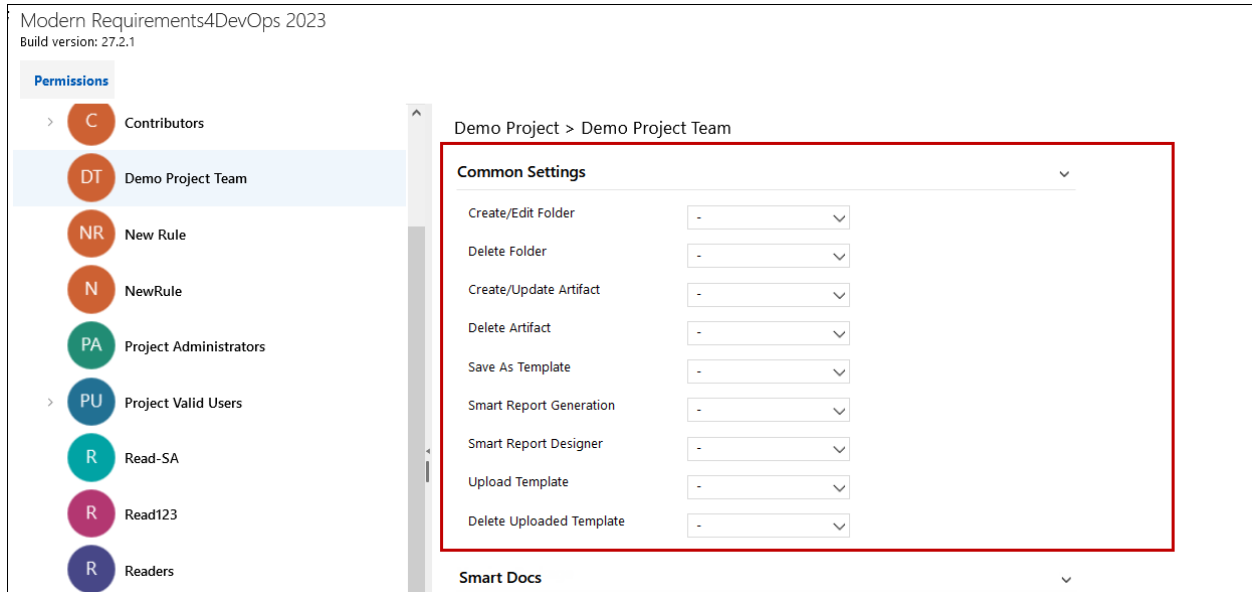 Modern Requirements4DevOps 2023
Build version: 27.2.1
Permissions
C Contributors
DT Demo Project Team
NR New Rule
N NewRule
PA Project Administrators
PU Project Valid Users
R Read-SA
R Read123
R Readers
Demo Project > Demo Project Team
Common Settings
Create/Edit Folder -
Delete Folder -
Create/Update Artifact -
Delete Artifact -
Save As Template -
Smart Report Generation -
Smart Report Designer -
Upload Template -
Delete Uploaded Template -
Smart Docs